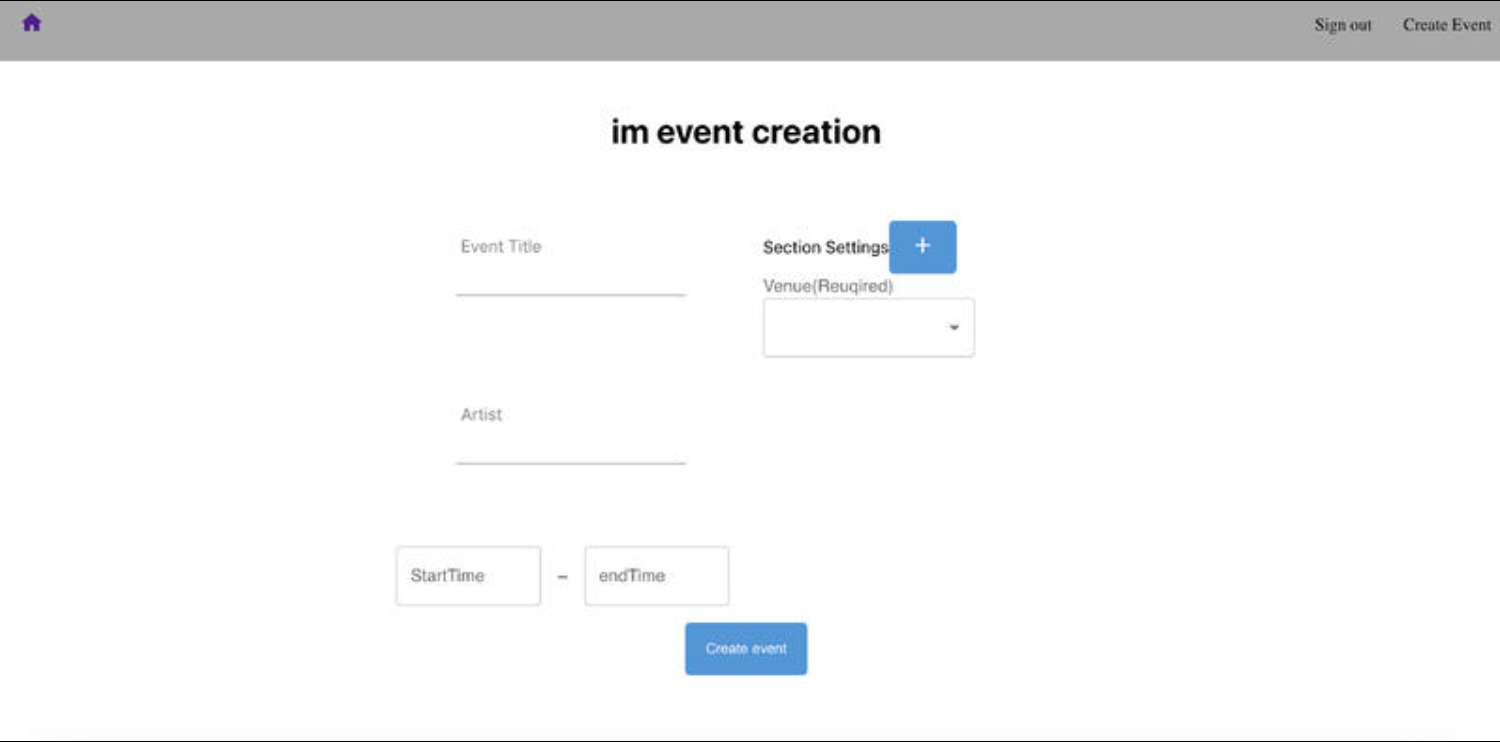 Sign out Create Event
im event creation
Event Title
Section Settings +
Venue(Reuqired)
Artist
StartTime – endTime
Create event